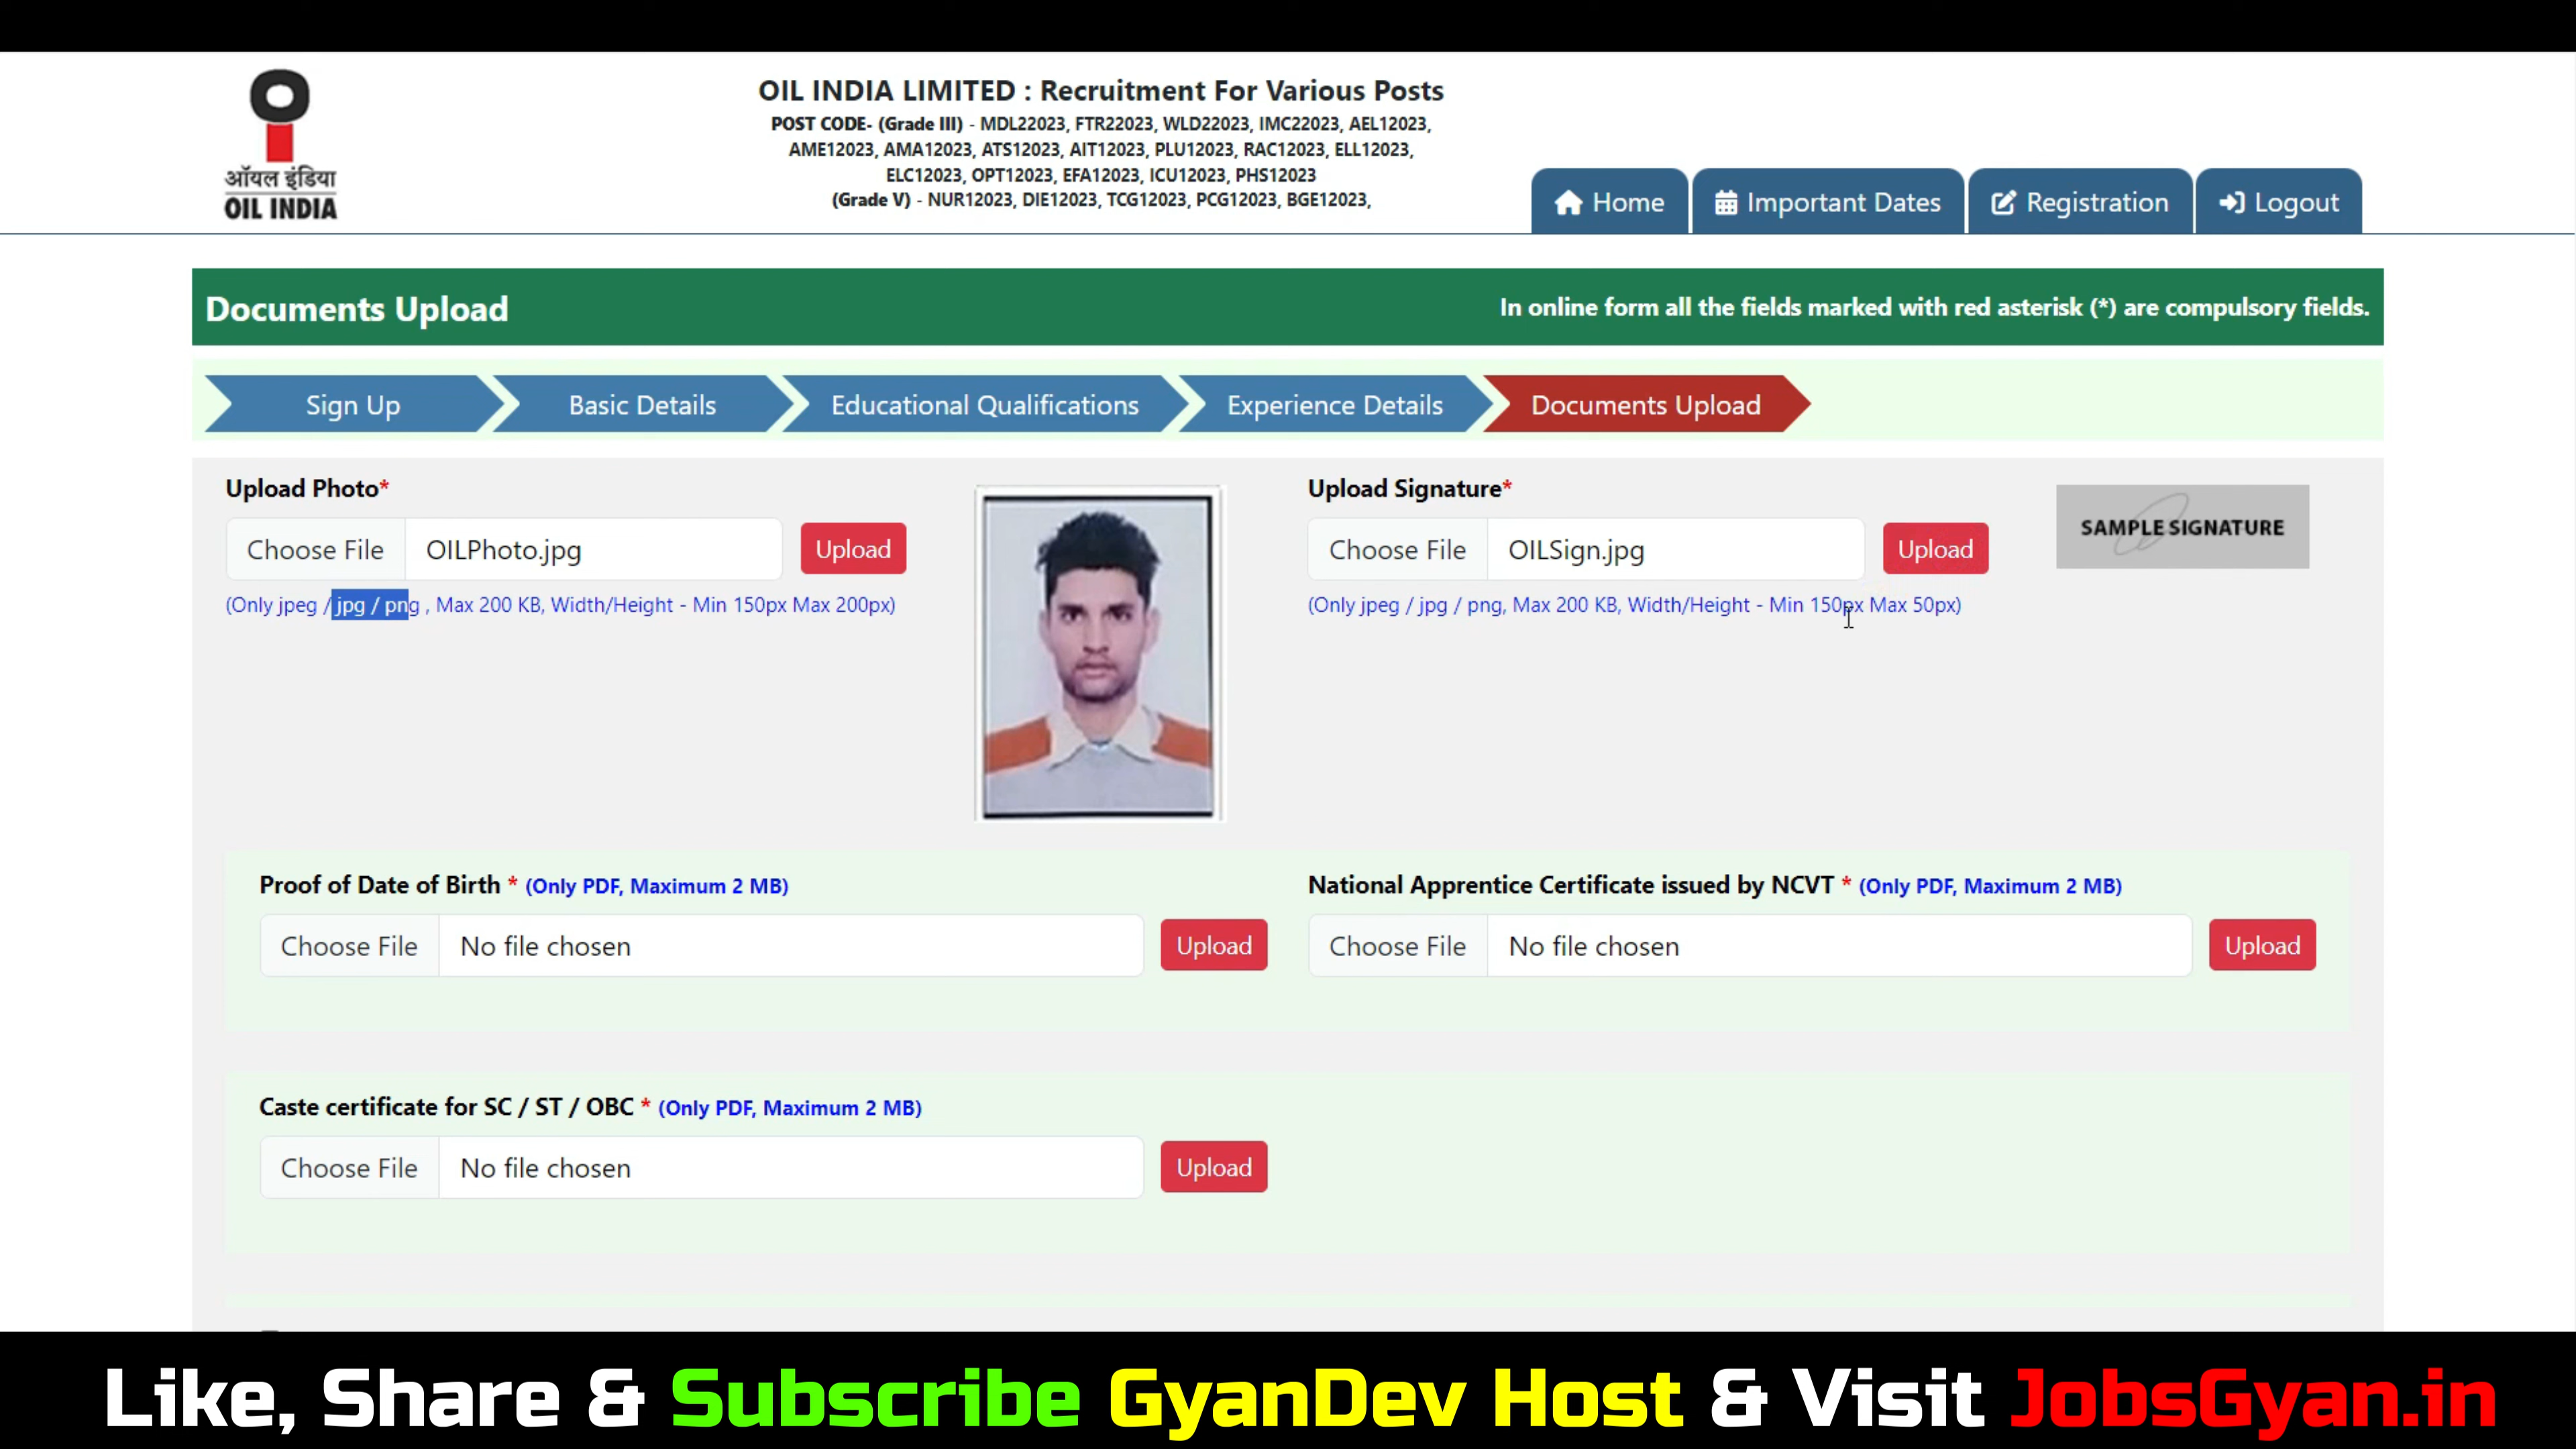 ऑयल इंडिया
OIL INDIA
OIL INDIA LIMITED : Recruitment For Various Posts
POST CODE- (Grade III) - MDL22023, FTR22023, WLD22023, IMC22023, AEL12023,
AME12023, AMA12023, ATS12023, AIT12023, PLU12023, RAC12023, ELL12023,
ELC12023, OPT12023, EFA12023, ICU12023, PHS12023
(Grade V) - NUR12023, DIE12023, TCG12023, PCG12023, BGE12023,
Home
Important Dates
Registration
Logout
Documents Upload
In online form all the fields marked with red asterisk (*) are compulsory fields.
Sign Up
Basic Details
Educational Qualifications
Experience Details
Documents Upload
Upload Photo*
Choose File OILPhoto.jpg Upload
(Only jpeg / jpg / png , Max 200 KB, Width/Height - Min 150px Max 200px)
Upload Signature*
Choose File OILSign.jpg Upload
(Only jpeg / jpg / png, Max 200 KB, Width/Height - Min 150px Max 50px)
SAMPLE SIGNATURE
Proof of Date of Birth * (Only PDF, Maximum 2 MB)
Choose File No file chosen Upload
National Apprentice Certificate issued by NCVT * (Only PDF, Maximum 2 MB)
Choose File No file chosen Upload
Caste certificate for SC / ST / OBC * (Only PDF, Maximum 2 MB)
Choose File No file chosen Upload
Like, Share & Subscribe GyanDev Host & Visit JobsGyan.in